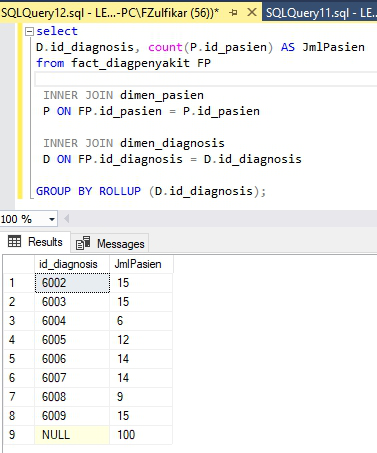 SQLQuery12.sql - LE...-PC\FZulfikar (56))* SQLQuery11.sql - LE...
select
D.id_diagnosis, count(P.id_pasien) AS JmlPasien
from fact_diagpenyakit FP
INNER JOIN dimen_pasien
P ON FP.id_pasien = P.id_pasien
INNER JOIN dimen_diagnosis
D ON FP.id_diagnosis = D.id_diagnosis
GROUP BY ROLLUP (D.id_diagnosis);
100 %
Results Messages
id_diagnosis JmlPasien
1 6002 15
2 6003 15
3 6004 6
4 6005 12
5 6006 14
6 6007 14
7 6008 9
8 6009 15
9 NULL 100